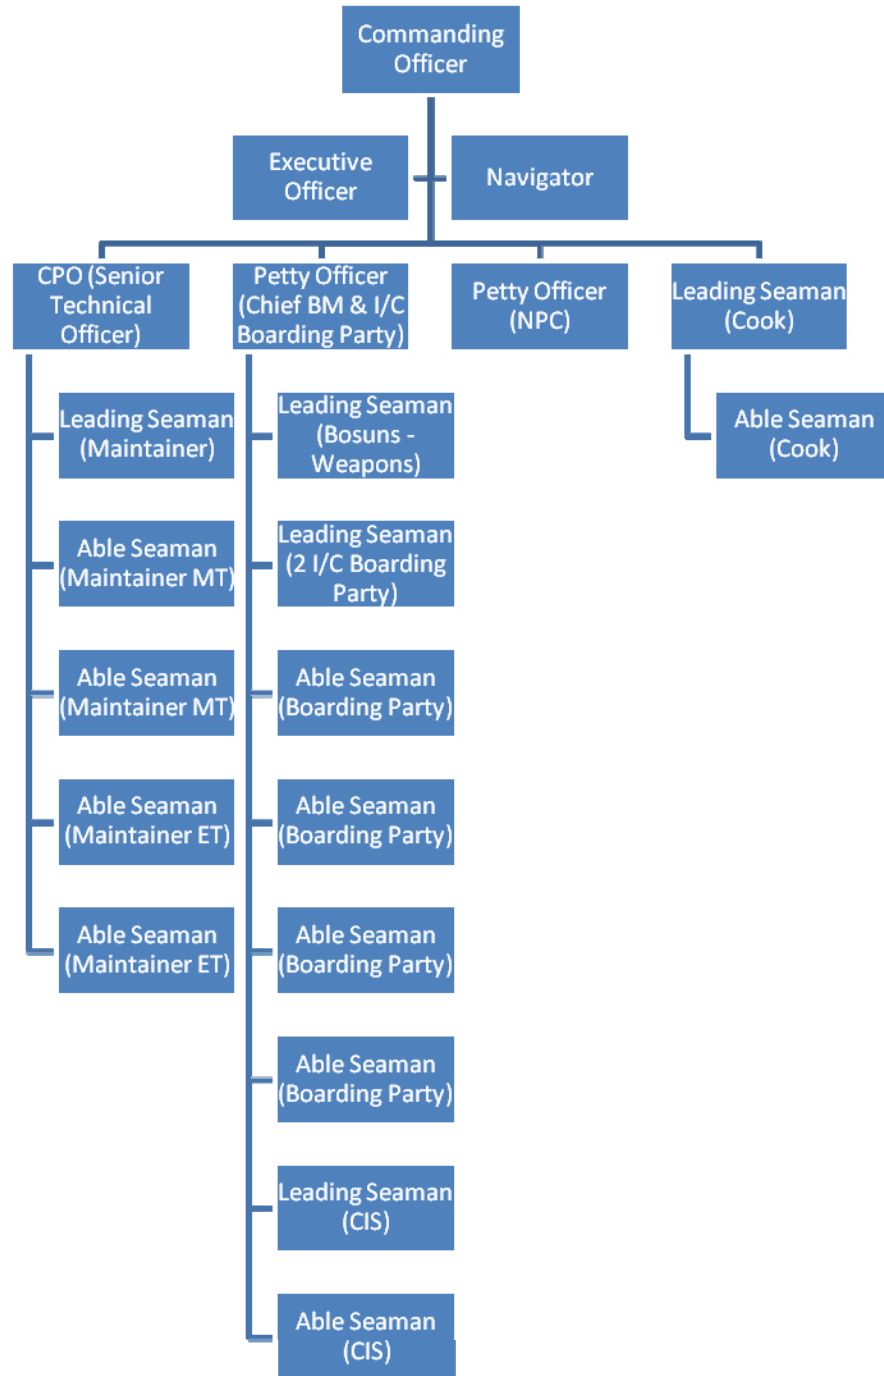 Commanding
Officer
Executive
Officer
Navigator
CPO (Senior
Technical
Officer)
Petty Officer
(Chief BM & I/C
Boarding Party)
Petty Officer
(NPC)
Leading Seaman
(Cook)
Leading Seaman
(Maintainer)
Able Seaman
(Maintainer MT)
Able Seaman
(Maintainer MT)
Able Seaman
(Maintainer ET)
Able Seaman
(Maintainer ET)
Leading Seaman
(Bosuns -
Weapons)
Leading Seaman
(2 I/C Boarding
Party)
Able Seaman
(Boarding Party)
Able Seaman
(Boarding Party)
Able Seaman
(Boarding Party)
Able Seaman
(Boarding Party)
Leading Seaman
(CIS)
Able Seaman
(CIS)
Able Seaman
(Cook)